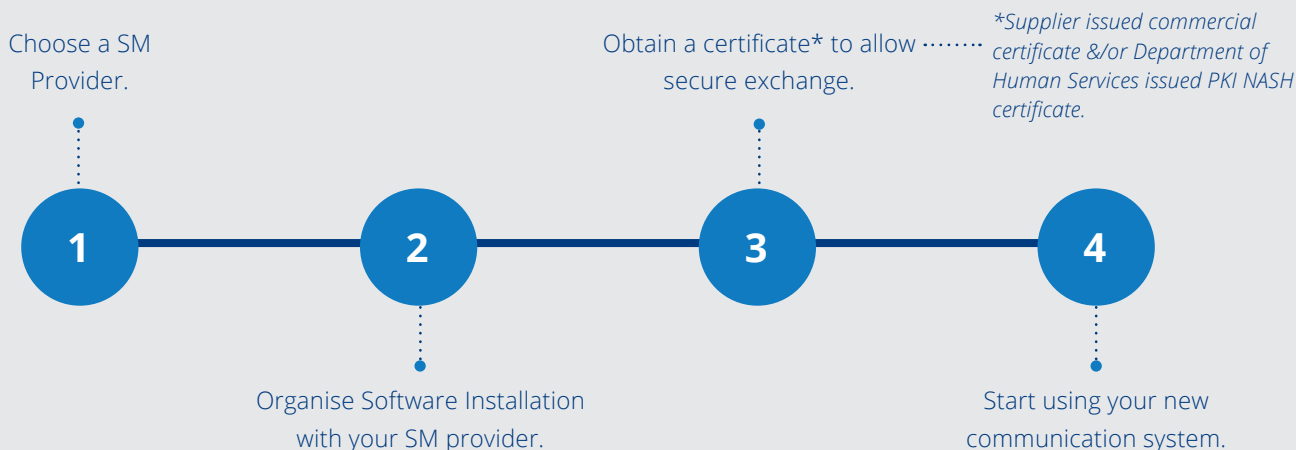 Choose a SM
Provider.
1
2
Organise Software Installation
with your SM provider.
Obtain a certificate* to allow
secure exchange.
*Supplier issued commercial
certificate &/or Department of
Human Services issued PKI NASH
certificate.
3
4
Start using your new
communication system.